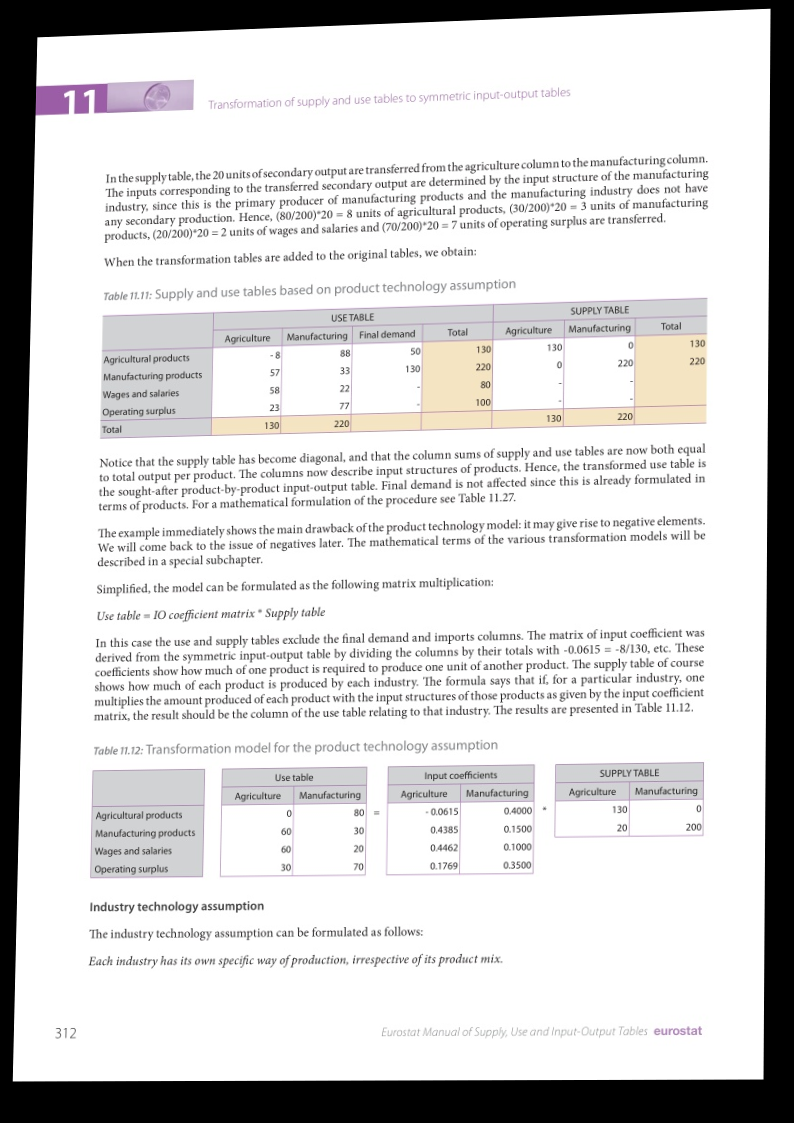 11
Transformation of supply and use tables to symmetric input-output tables
In the supply table, the 20 units of secondary output are transferred from the agriculture column to the manufacturing column.
The inputs corresponding to the transferred secondary output are determined by the input structure of the manufacturing
industry, since this is the primary producer of manufacturing products and the manufacturing industry does not have
any secondary production. Hence, (80/200)*20 = 8 units of agricultural products, (30/200)*20 = 3 units of manufacturing
products, (20/200)*20 = 2 units of wages and salaries and (70/200)*20 = 7 units of operating surplus are transferred.
When the transformation tables are added to the original tables, we obtain:
Table 11.11: Supply and use tables based on product technology assumption
USE TABLE SUPPLY TABLE
Agriculture Manufacturing Final demand Total Agriculture Manufacturing Total
Agricultural products - 8 88 50 130 130 0 130
Manufacturing products 57 33 130 220 0 220 220
Wages and salaries 58 22 - 80 - -
Operating surplus 23 77 - 100 - -
Total 130 220 130 220
Notice that the supply table has become diagonal, and that the column sums of supply and use tables are now both equal
to total output per product. The columns now describe input structures of products. Hence, the transformed use table is
the sought-after product-by-product input-output table. Final demand is not affected since this is already formulated in
terms of products. For a mathematical formulation of the procedure see Table 11.27.
The example immediately shows the main drawback of the product technology model: it may give rise to negative elements.
We will come back to the issue of negatives later. The mathematical terms of the various transformation models will be
described in a special subchapter.
Simplified, the model can be formulated as the following matrix multiplication:
Use table = IO coefficient matrix * Supply table
In this case the use and supply tables exclude the final demand and imports columns. The matrix of input coefficient was
derived from the symmetric input-output table by dividing the columns by their totals with -0.0615 = -8/130, etc. These
coefficients show how much of one product is required to produce one unit of another product. The supply table of course
shows how much of each product is produced by each industry. The formula says that if, for a particular industry, one
multiplies the amount produced of each product with the input structures of those products as given by the input coefficient
matrix, the result should be the column of the use table relating to that industry. The results are presented in Table 11.12.
Table 11.12: Transformation model for the product technology assumption
Use table Input coefficients SUPPLY TABLE
Agriculture Manufacturing Agriculture Manufacturing Agriculture Manufacturing
Agricultural products 0 80 = - 0.0615 0.4000 * 130 0
Manufacturing products 60 30 0.4385 0.1500 20 200
Wages and salaries 60 20 0.4462 0.1000
Operating surplus 30 70 0.1769 0.3500
Industry technology assumption
The industry technology assumption can be formulated as follows:
Each industry has its own specific way of production, irrespective of its product mix.
312
Eurostat Manual of Supply, Use and Input-Output Tables eurostat